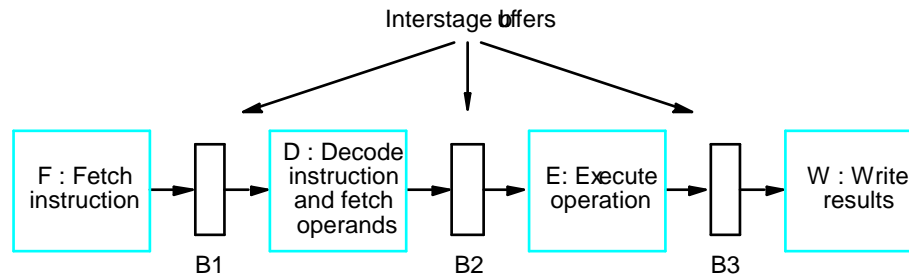 Interstage buffers
F : Fetch
instruction
D : Decode
instruction
and fetch
operands
E: Execute
operation
W : Write
results
B1
B2
B3